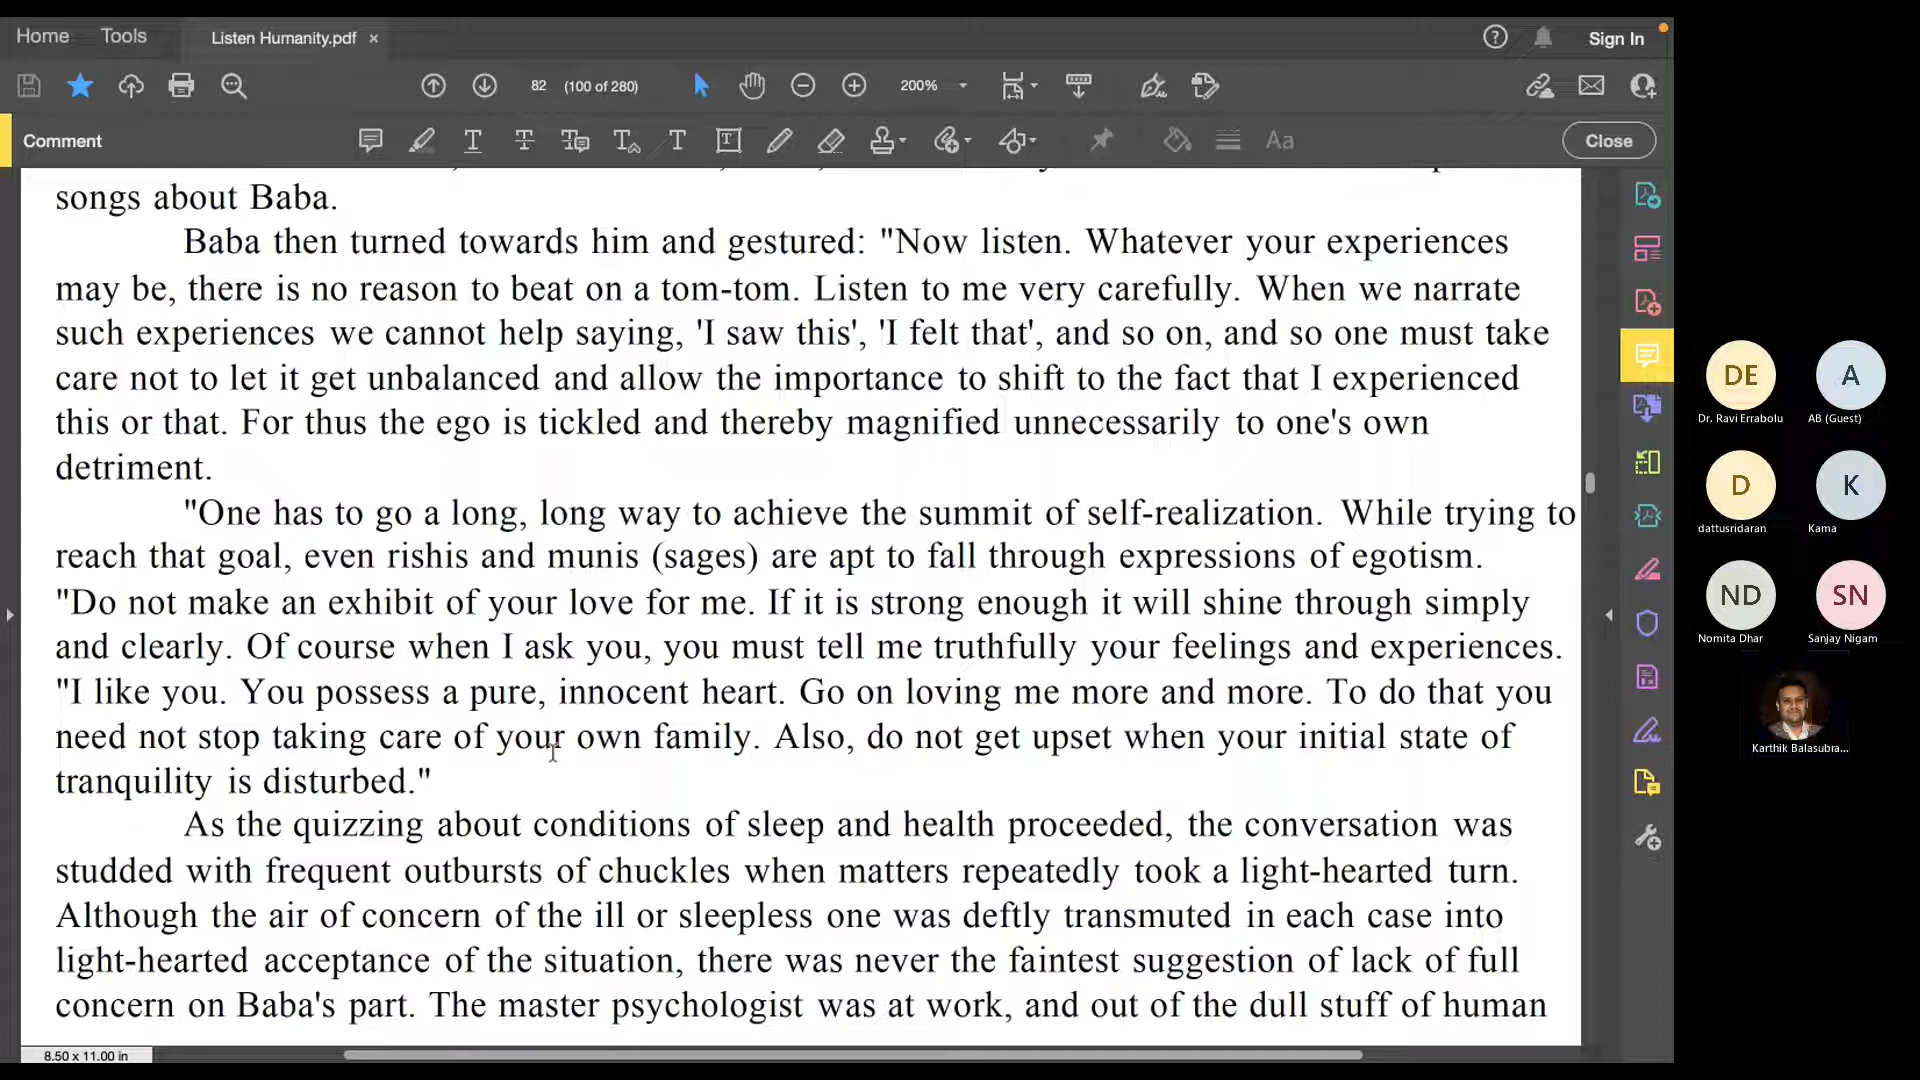 Home Tools Listen Humanity.pdf × Sign In
82 (100 of 280) 200%
Comment Aa Close
songs about Baba.
Baba then turned towards him and gestured: "Now listen. Whatever your experiences
may be, there is no reason to beat on a tom-tom. Listen to me very carefully. When we narrate
such experiences we cannot help saying, 'I saw this', 'I felt that', and so on, and so one must take
care not to let it get unbalanced and allow the importance to shift to the fact that I experienced
this or that. For thus the ego is tickled and thereby magnified unnecessarily to one's own
detriment.
"One has to go a long, long way to achieve the summit of self-realization. While trying to
reach that goal, even rishis and munis (sages) are apt to fall through expressions of egotism.
"Do not make an exhibit of your love for me. If it is strong enough it will shine through simply
and clearly. Of course when I ask you, you must tell me truthfully your feelings and experiences.
"I like you. You possess a pure, innocent heart. Go on loving me more and more. To do that you
need not stop taking care of your own family. Also, do not get upset when your initial state of
tranquility is disturbed."
As the quizzing about conditions of sleep and health proceeded, the conversation was
studded with frequent outbursts of chuckles when matters repeatedly took a light-hearted turn.
Although the air of concern of the ill or sleepless one was deftly transmuted in each case into
light-hearted acceptance of the situation, there was never the faintest suggestion of lack of full
concern on Baba's part. The master psychologist was at work, and out of the dull stuff of human
8.50 x 11.00 in
DE A
Dr. Ravi Errabolu AB (Guest)
D K
dattusridaran Kama
ND SN
Nomita Dhar Sanjay Nigam
Karthik Balasubra...